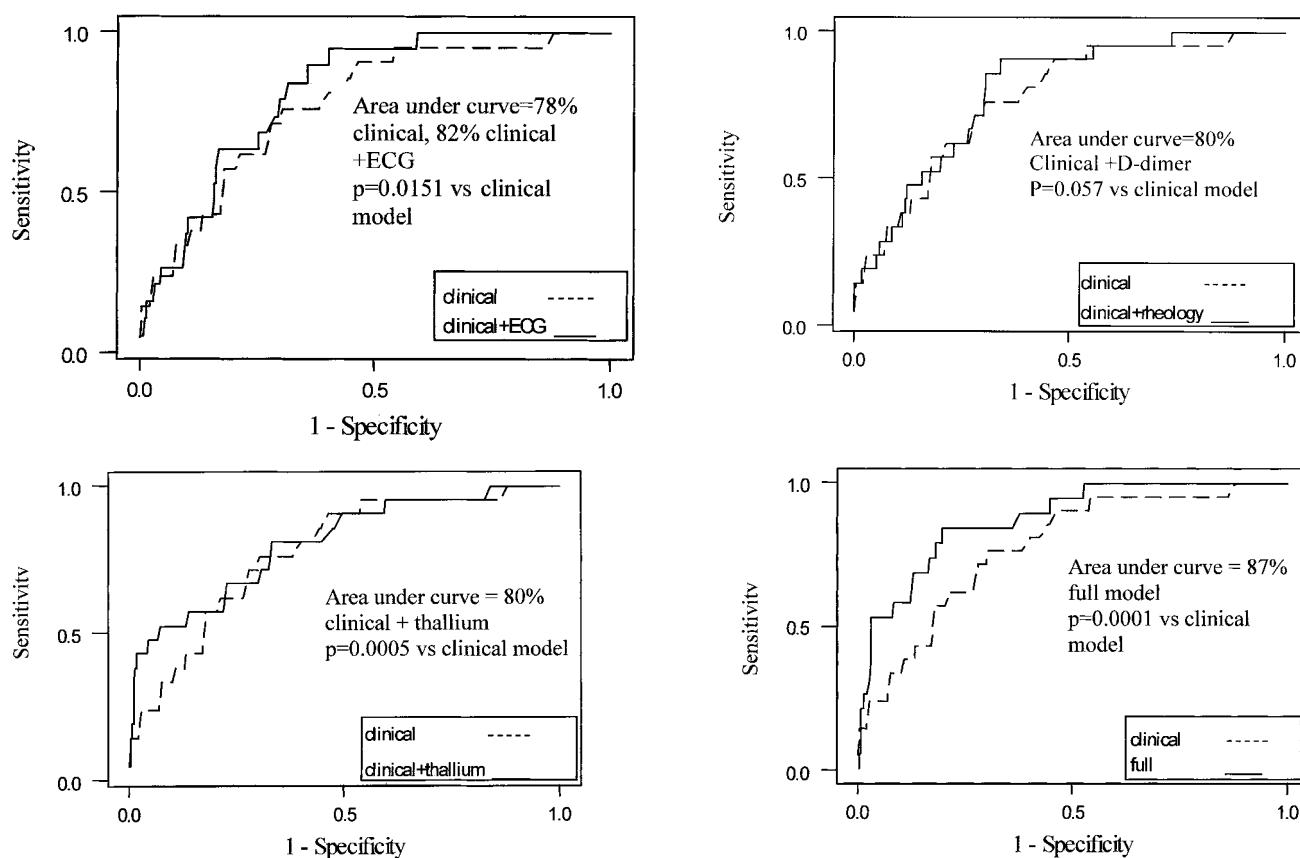 1.0
0.5
0.0
Sensitivity
Area under curve=78%
clinical, 82% clinical
+ECG
p=0.0151 vs clinical
model
clinical
clinical+ECG
0.0 0.5 1.0
1 - Specificity
1.0
0.5
0.0
Sensitivity
Area under curve=80%
Clinical +D-dimer
P=0.057 vs clinical model
clinical
clinical+rheology
0.0 0.5 1.0
1 - Specificity
1.0
0.5
0.0
Sensitivity
Area under curve = 80%
clinical + thallium
p=0.0005 vs clinical model
clinical
clinical+thallium
0.0 0.5 1.0
1 - Specificity
1.0
0.5
0.0
Sensitivity
Area under curve = 87%
full model
p=0.0001 vs clinical
model
clinical
full
0.0 0.5 1.0
1 - Specificity